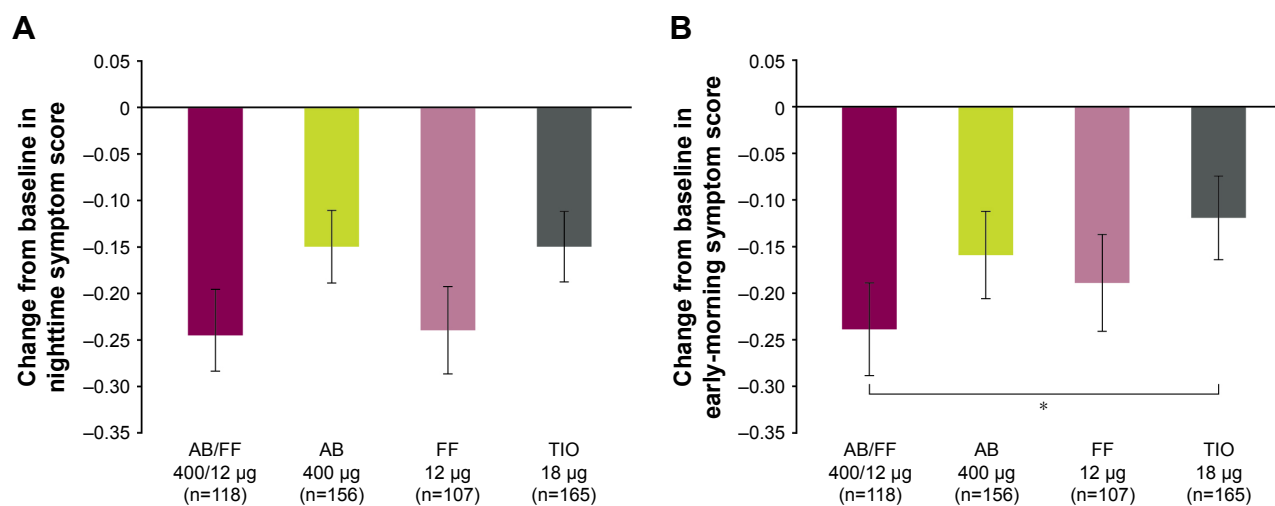 A
Change from baseline in
nighttime symptom score
0.05
0
–0.05
–0.10
–0.15
–0.20
–0.25
–0.30
–0.35
AB/FF
400/12 µg
(n=118)
AB
400 µg
(n=156)
FF
12 µg
(n=107)
TIO
18 µg
(n=165)
B
Change from baseline in
early-morning symptom score
0.05
0
–0.05
–0.10
–0.15
–0.20
–0.25
–0.30
–0.35
*
AB/FF
400/12 µg
(n=118)
AB
400 µg
(n=156)
FF
12 µg
(n=107)
TIO
18 µg
(n=165)